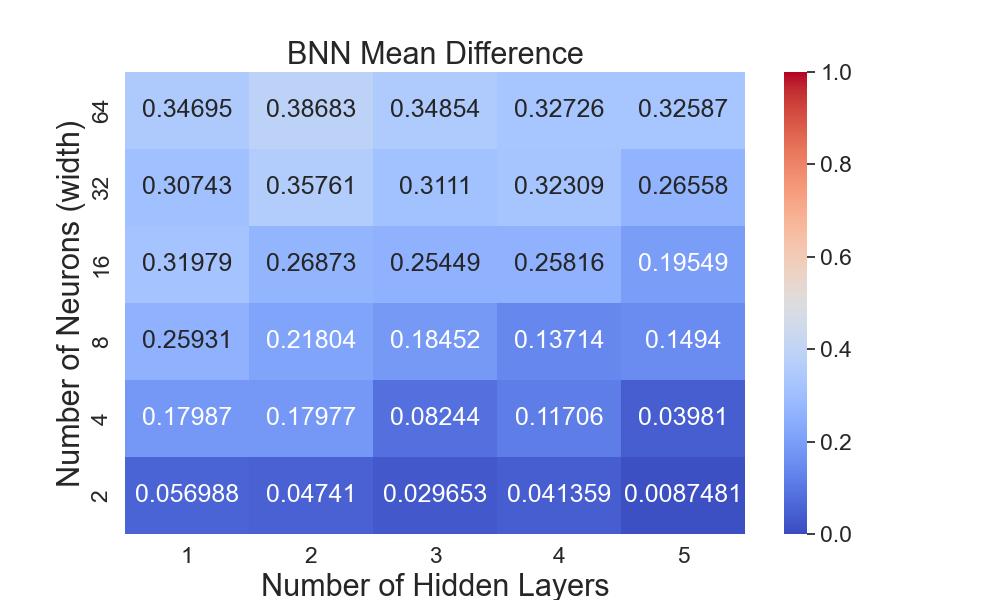 BNN Mean Difference
Number of Neurons (width)
64 0.34695 0.38683 0.34854 0.32726 0.32587
32 0.30743 0.35761 0.3111 0.32309 0.26558
16 0.31979 0.26873 0.25449 0.25816 0.19549
8 0.25931 0.21804 0.18452 0.13714 0.1494
4 0.17987 0.17977 0.08244 0.11706 0.03981
2 0.056988 0.04741 0.029653 0.041359 0.0087481
1 2 3 4 5
Number of Hidden Layers
1.0
0.8
0.6
0.4
0.2
0.0